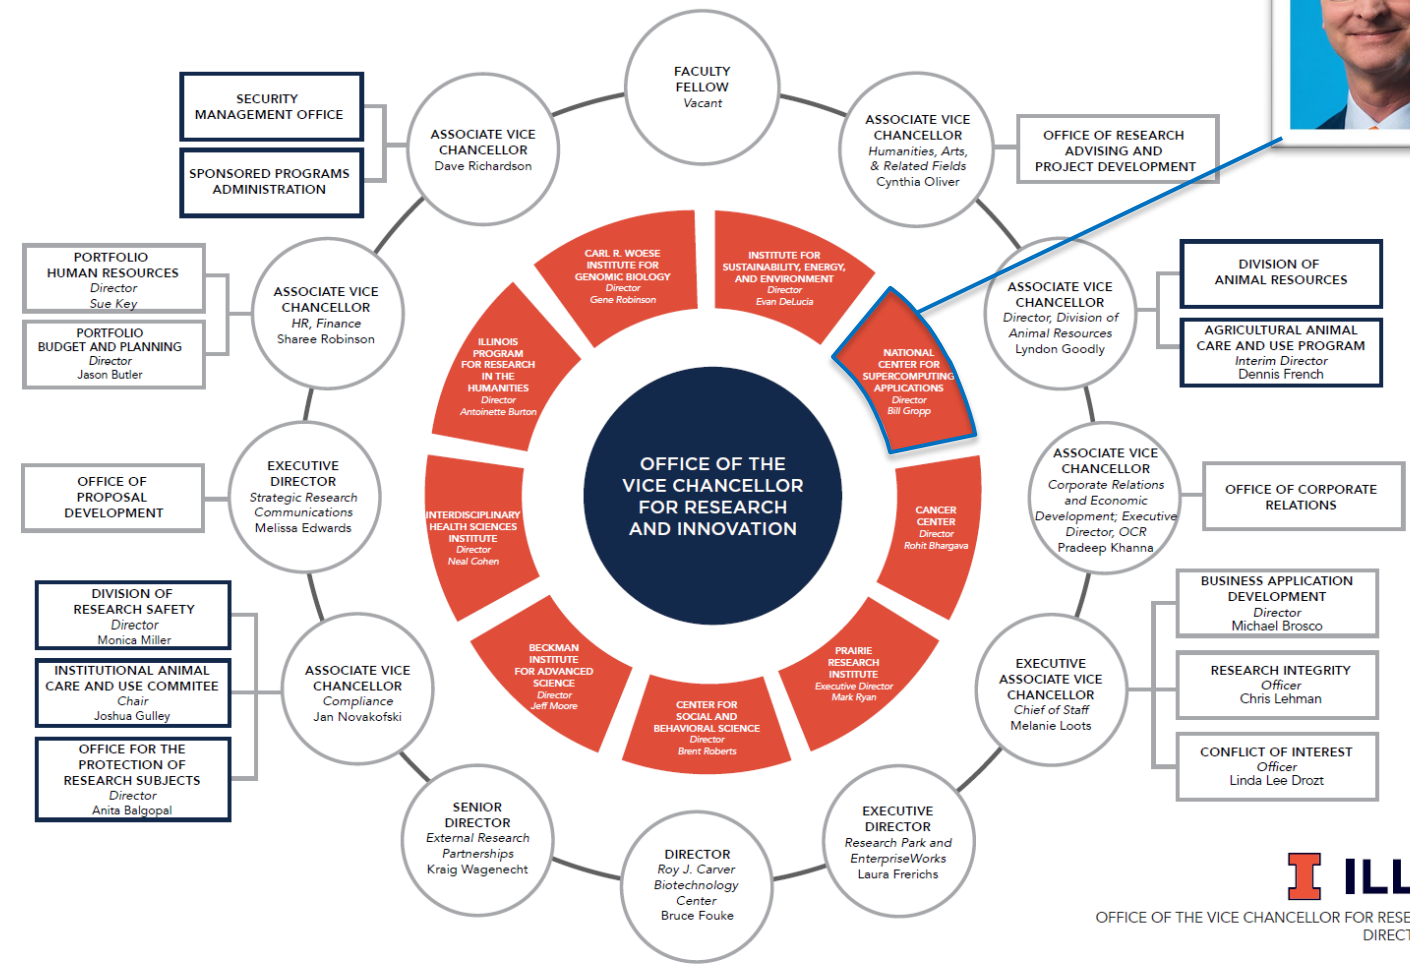 FACULTY
FELLOW
Vacant
ASSOCIATE VICE
CHANCELLOR
Humanities, Arts,
& Related Fields
Cynthia Oliver
OFFICE OF RESEARCH
ADVISING AND
PROJECT DEVELOPMENT
ASSOCIATE VICE
CHANCELLOR
Director, Division of
Animal Resources
Lyndon Goodly
DIVISION OF
ANIMAL RESOURCES
AGRICULTURAL ANIMAL
CARE AND USE PROGRAM
Interim Director
Dennis French
ASSOCIATE VICE
CHANCELLOR
Corporate Relations
and Economic
Development; Executive
Director, OCR
Pradeep Khanna
OFFICE OF CORPORATE
RELATIONS
EXECUTIVE
ASSOCIATE VICE
CHANCELLOR
Chief of Staff
Melanie Loots
BUSINESS APPLICATION
DEVELOPMENT
Director
Michael Brosco
RESEARCH INTEGRITY
Officer
Chris Lehman
CONFLICT OF INTEREST
Officer
Linda Lee Drozt
EXECUTIVE
DIRECTOR
Research Park and
EnterpriseWorks
Laura Frerichs
DIRECTOR
Roy J. Carver
Biotechnology
Center
Bruce Fouke
SENIOR
DIRECTOR
External Research
Partnerships
Kraig Wagenecht
ASSOCIATE VICE
CHANCELLOR
Compliance
Jan Novakofski
DIVISION OF
RESEARCH SAFETY
Director
Monica Miller
INSTITUTIONAL ANIMAL
CARE AND USE COMMITEE
Chair
Joshua Gulley
OFFICE FOR THE
PROTECTION OF
RESEARCH SUBJECTS
Director
Anita Balgopal
EXECUTIVE
DIRECTOR
Strategic Research
Communications
Melissa Edwards
OFFICE OF
PROPOSAL
DEVELOPMENT
ASSOCIATE VICE
CHANCELLOR
HR, Finance
Sharee Robinson
PORTFOLIO
HUMAN RESOURCES
Director
Sue Key
PORTFOLIO
BUDGET AND PLANNING
Director
Jason Butler
ASSOCIATE VICE
CHANCELLOR
Dave Richardson
SECURITY
MANAGEMENT OFFICE
SPONSORED PROGRAMS
ADMINISTRATION
CARL R. WOESE
INSTITUTE FOR
GENOMIC BIOLOGY
Director
Gene Robinson
INSTITUTE FOR
SUSTAINABILITY, ENERGY,
AND ENVIRONMENT
Director
Evan DeLucia
NATIONAL
CENTER FOR
SUPERCOMPUTING
APPLICATIONS
Director
Bill Gropp
CANCER
CENTER
Director
Rohit Bhargava
PRAIRIE
RESEARCH
INSTITUTE
Executive Director
Mark Ryan
CENTER FOR
SOCIAL AND
BEHAVIORAL SCIENCE
Director
Brent Roberts
BECKMAN
INSTITUTE
FOR ADVANCED
SCIENCE
Director
Jeff Moore
INTERDISCIPLINARY
HEALTH SCIENCES
INSTITUTE
Director
Neal Cohen
ILLINOIS
PROGRAM
FOR RESEARCH
IN THE
HUMANITIES
Director
Antoinette Burton
OFFICE OF THE
VICE CHANCELLOR
FOR RESEARCH
AND INNOVATION
I ILL
OFFICE OF THE VICE CHANCELLOR FOR RESE
DIRECT